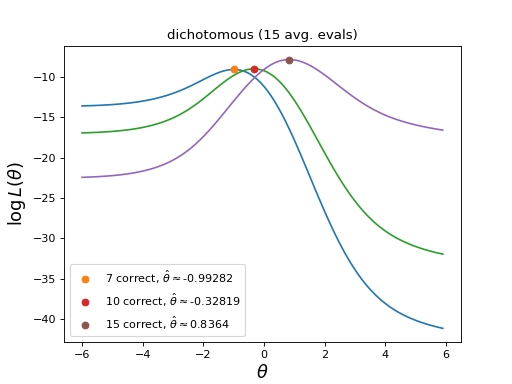 dichotomous (15 avg. evals)
log L(θ)
−10
−15
−20
−25
−30
−35
−40
7 correct, θ̂ ≈ -0.99282
10 correct, θ̂ ≈ -0.32819
15 correct, θ̂ ≈ 0.8364
−6 −4 −2 0 2 4 6
θ